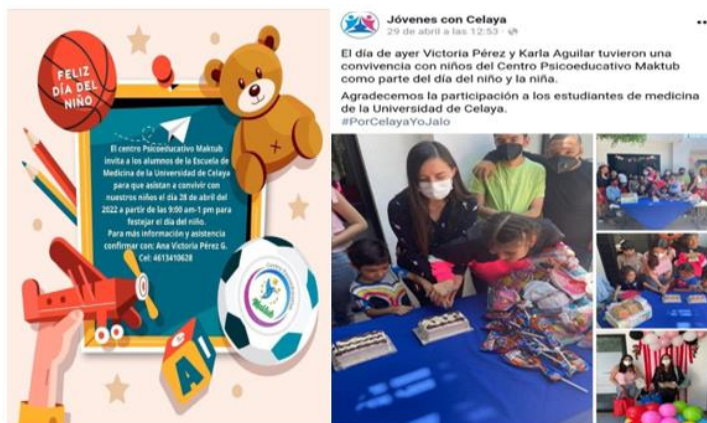 FELIZ
DÍA DEL
NIÑO
El centro Psicoeducativo Maktub
invita a los alumnos de la Escuela de
Medicina de la Universidad de Celaya
para que asistan a convivir con
nuestros niños el día 28 de abril del
2022 a partir de las 9:00 am-1 pm para
festejar el día del niño.
Para más información y asistencia
confirmar con: Ana Victoria Pérez G.
Cel: 4613410628
Maktub
A
Jóvenes con Celaya
29 de abril a las 12:53
El día de ayer Victoria Pérez y Karla Aguilar tuvieron una
convivencia con niños del Centro Psicoeducativo Maktub
como parte del día del niño y la niña.
Agradecemos la participación a los estudiantes de medicina
de la Universidad de Celaya.
#PorCelayaYoJalo